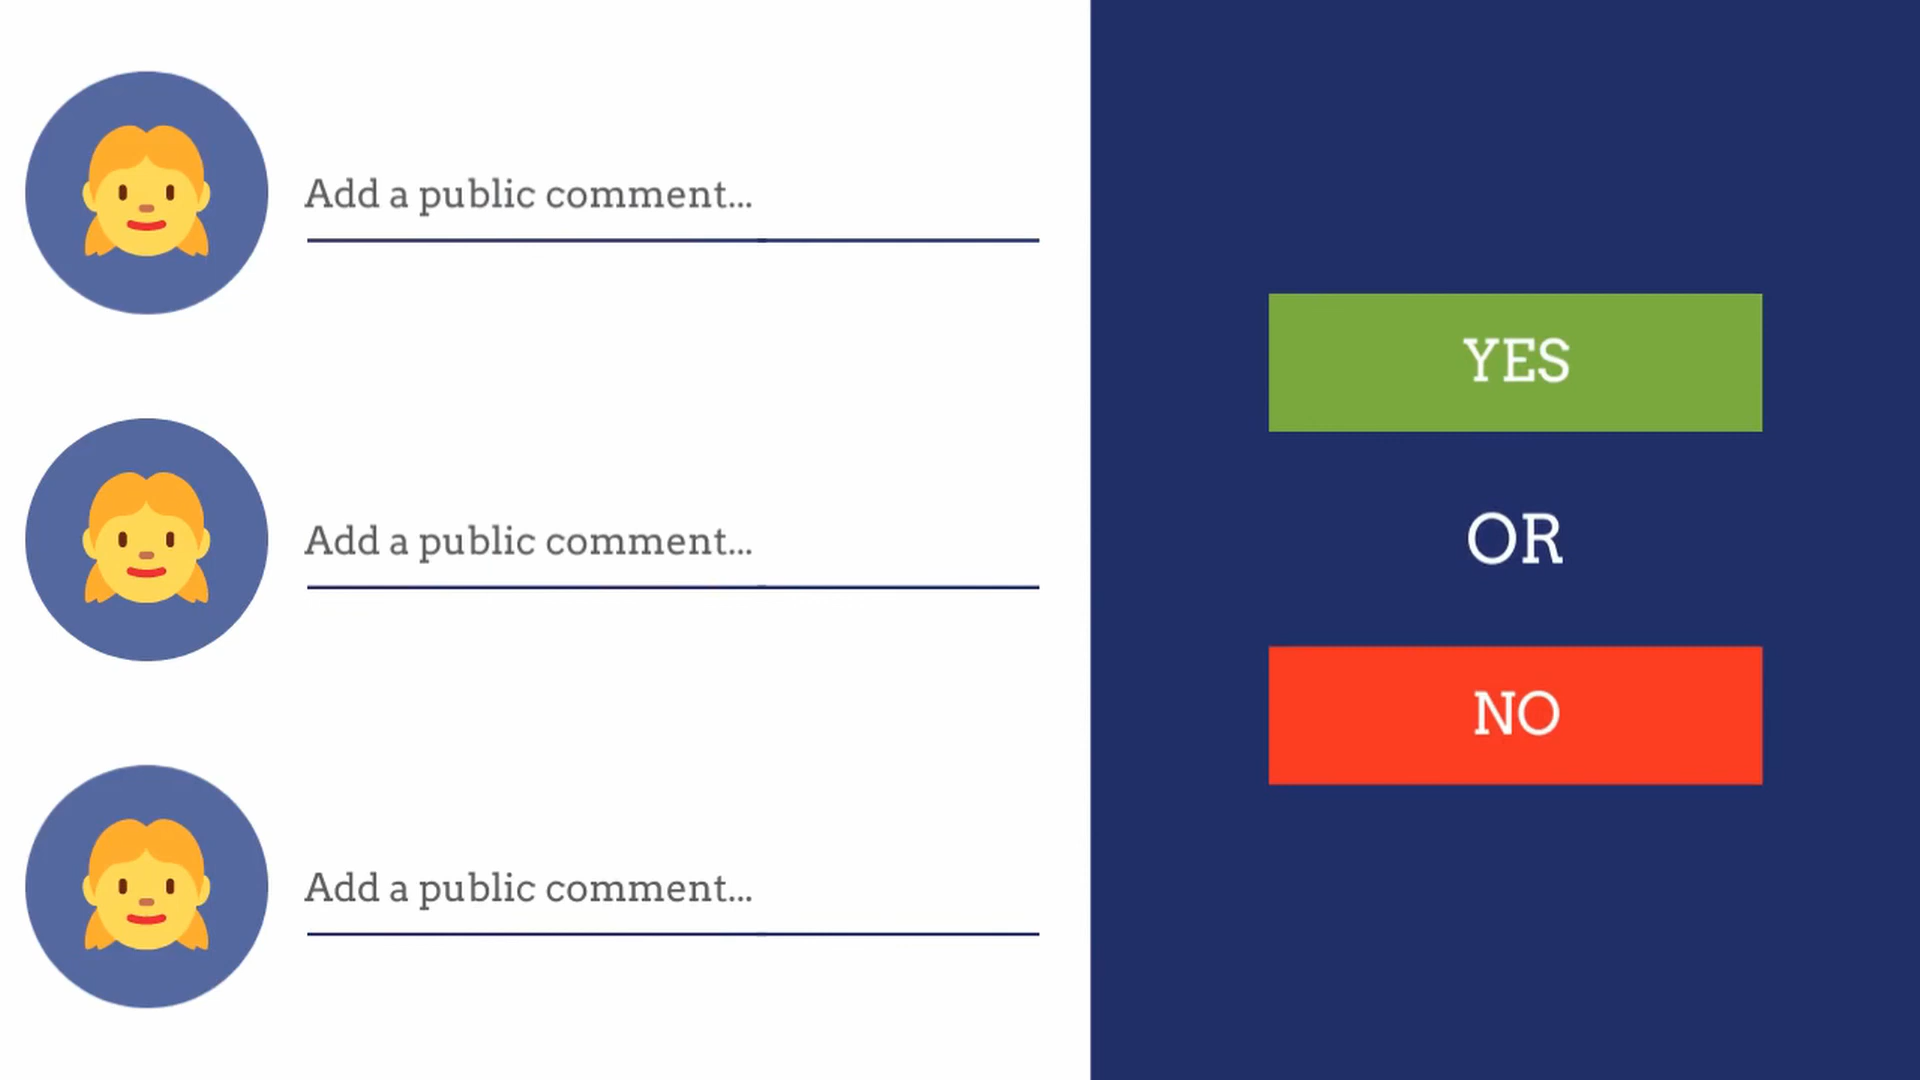 Add a public comment...
Add a public comment...
Add a public comment...
YES
OR
NO